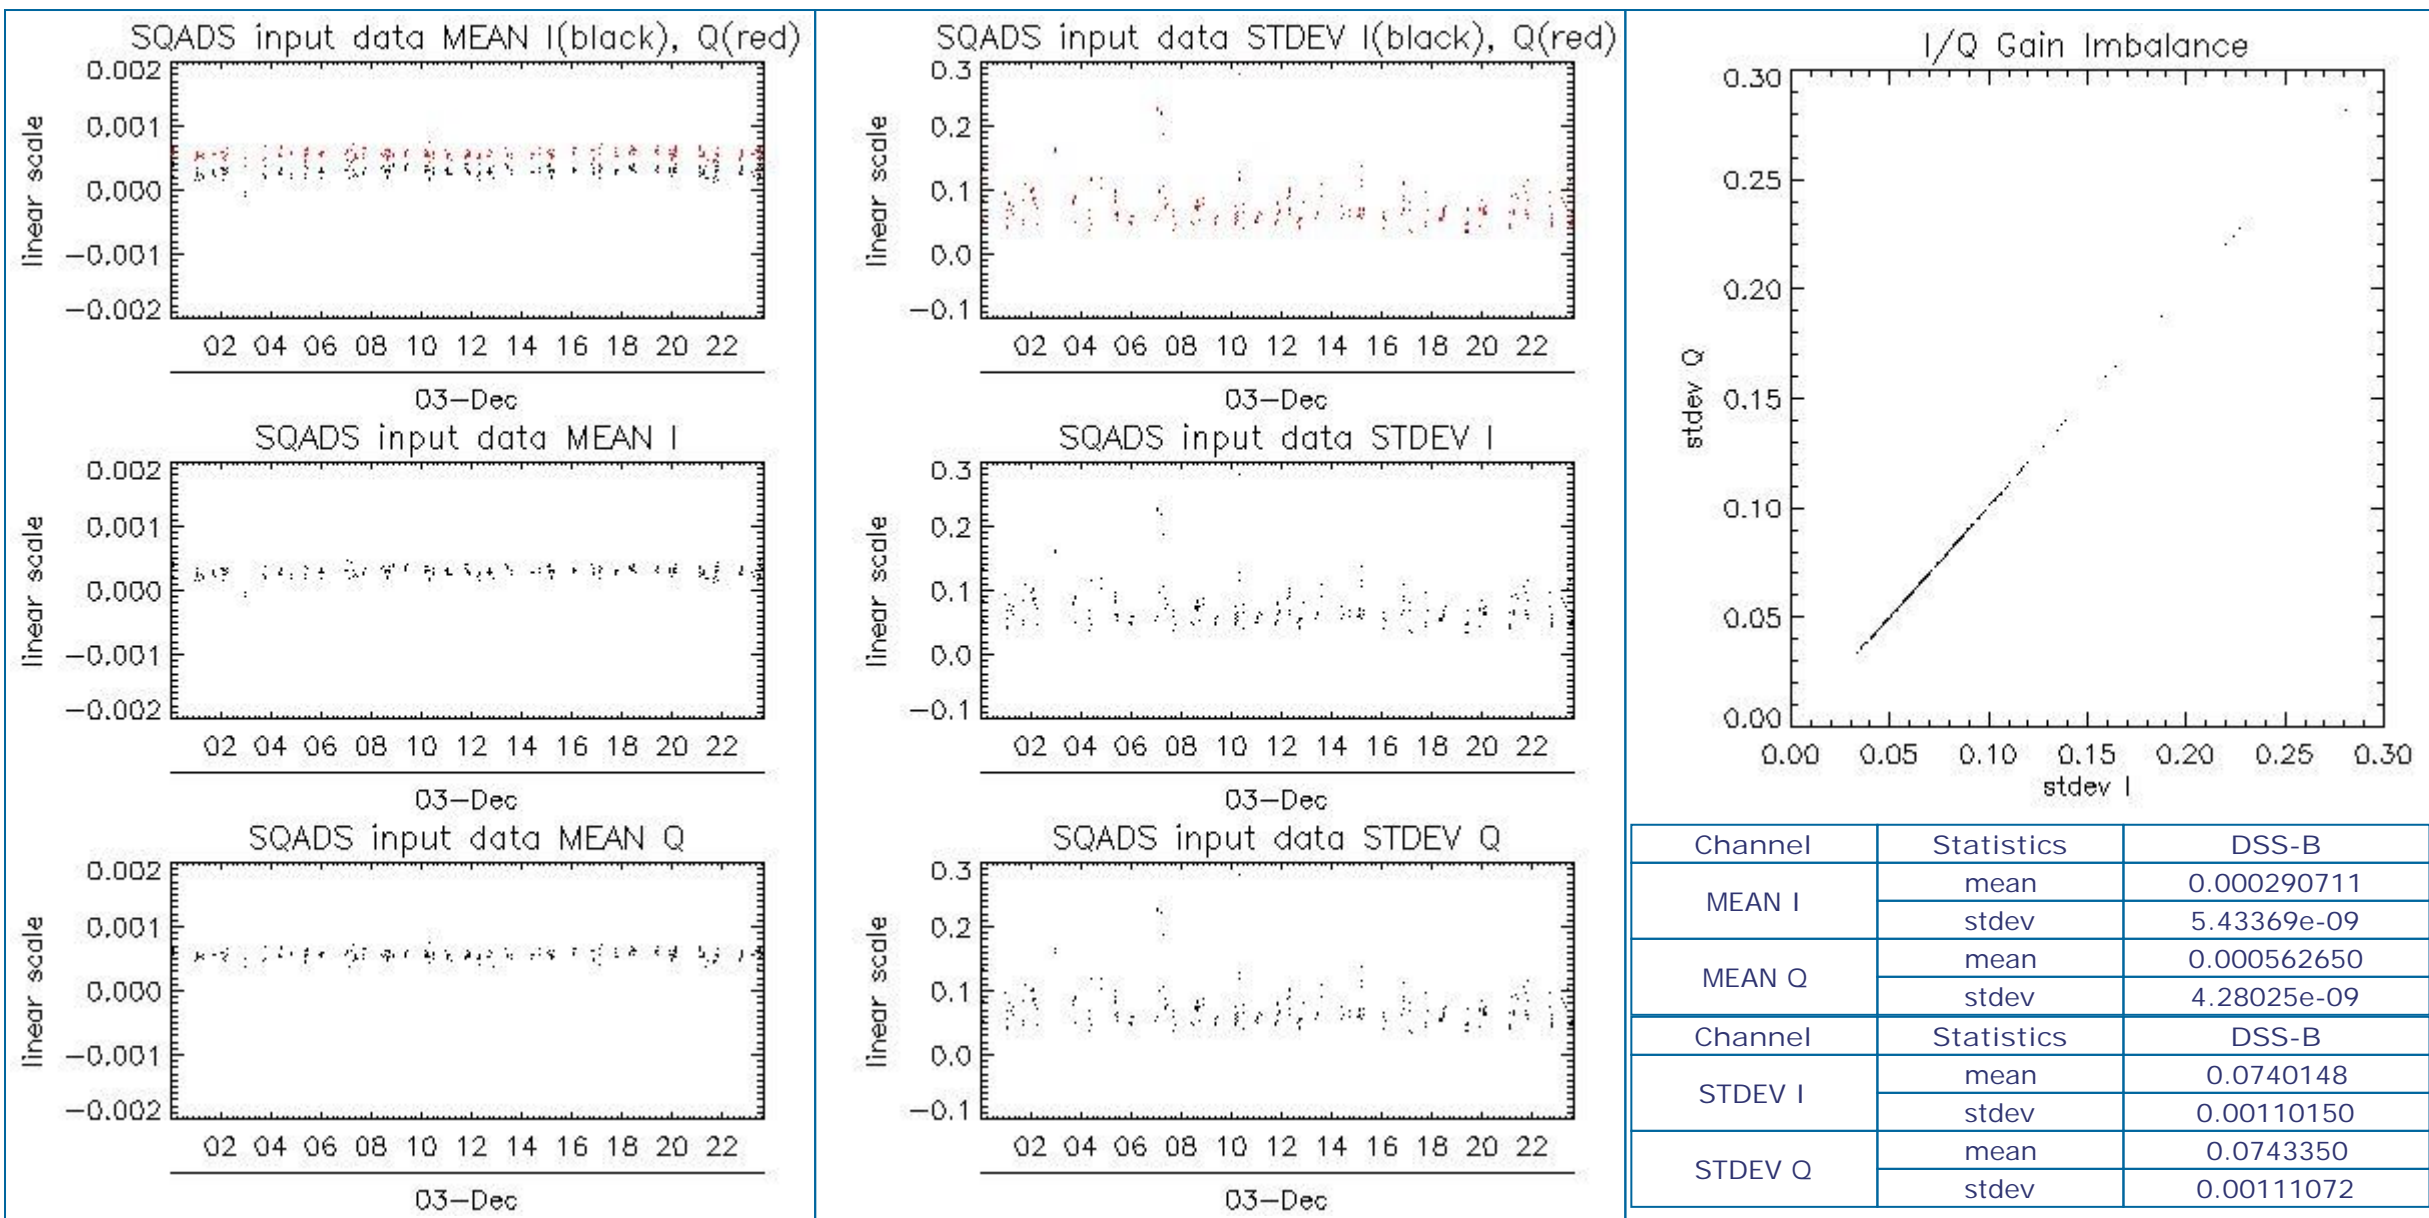 SQADS input data MEAN I(black), Q(red)
0.002
0.001
0.000
−0.001
−0.002
linear scale
02 04 06 08 10 12 14 16 18 20 22
03−Dec
SQADS input data MEAN I
0.002
0.001
0.000
−0.001
−0.002
linear scale
02 04 06 08 10 12 14 16 18 20 22
03−Dec
SQADS input data MEAN Q
0.002
0.001
0.000
−0.001
−0.002
linear scale
02 04 06 08 10 12 14 16 18 20 22
03−Dec
SQADS input data STDEV I(black), Q(red)
0.3
0.2
0.1
0.0
−0.1
linear scale
02 04 06 08 10 12 14 16 18 20 22
03−Dec
SQADS input data STDEV I
0.3
0.2
0.1
0.0
−0.1
linear scale
02 04 06 08 10 12 14 16 18 20 22
03−Dec
SQADS input data STDEV Q
0.3
0.2
0.1
0.0
−0.1
linear scale
02 04 06 08 10 12 14 16 18 20 22
03−Dec
I/Q Gain Imbalance
0.30
0.25
0.20
0.15
0.10
0.05
0.00
stdev Q
0.00 0.05 0.10 0.15 0.20 0.25 0.30
stdev I
Channel Statistics DSS-B
MEAN I mean 0.000290711
stdev 5.43369e-09
MEAN Q mean 0.000562650
stdev 4.28025e-09
Channel Statistics DSS-B
STDEV I mean 0.0740148
stdev 0.00110150
STDEV Q mean 0.0743350
stdev 0.00111072